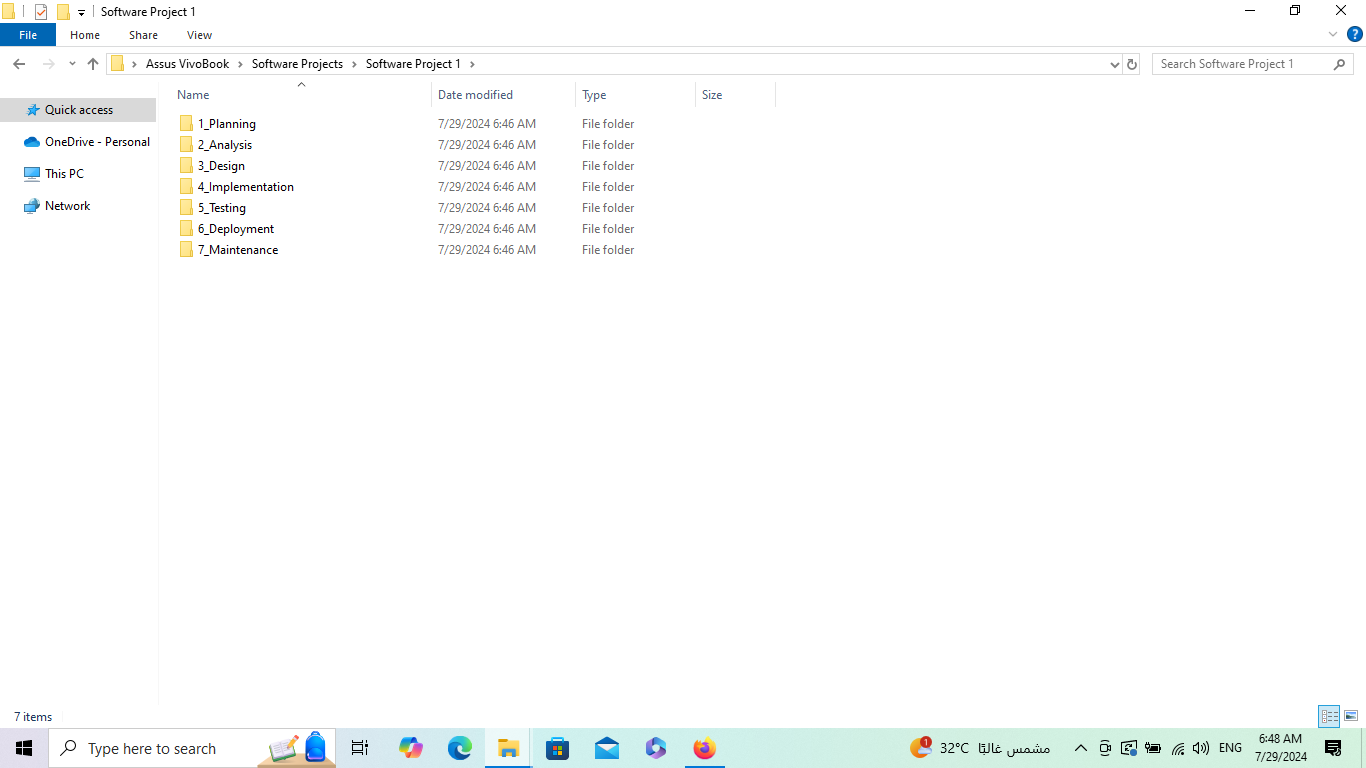 Software Project 1
File Home Share View
Assus VivoBook Software Projects Software Project 1 Search Software Project 1
Name Date modified Type Size
Quick access
OneDrive - Personal
This PC
Network
1_Planning 7/29/2024 6:46 AM File folder
2_Analysis 7/29/2024 6:46 AM File folder
3_Design 7/29/2024 6:46 AM File folder
4_Implementation 7/29/2024 6:46 AM File folder
5_Testing 7/29/2024 6:46 AM File folder
6_Deployment 7/29/2024 6:46 AM File folder
7_Maintenance 7/29/2024 6:46 AM File folder
7 items
Type here to search 1 32°C مشمس غالبًا ENG 6:48 AM
7/29/2024